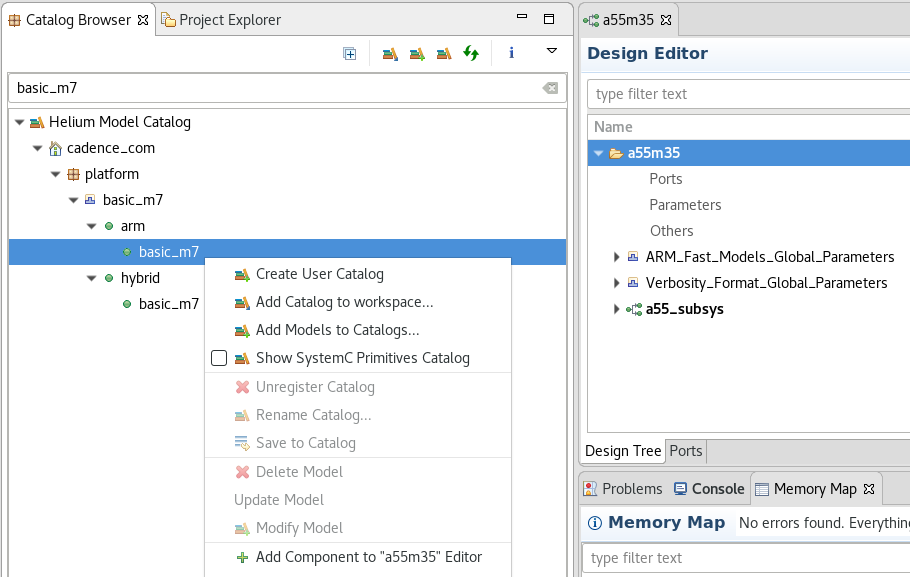 Catalog Browser
Project Explorer
basic_m7
Helium Model Catalog
cadence_com
platform
basic_m7
arm
basic_m7
hybrid
basic_m7
Create User Catalog
Add Catalog to workspace...
Add Models to Catalogs...
Show SystemC Primitives Catalog
Unregister Catalog
Rename Catalog...
Save to Catalog
Delete Model
Update Model
Modify Model
Add Component to "a55m35" Editor
a55m35
Design Editor
type filter text
Name
a55m35
Ports
Parameters
Others
ARM_Fast_Models_Global_Parameters
Verbosity_Format_Global_Parameters
a55_subsys
Design Tree Ports
Problems Console Memory Map
Memory Map No errors found. Everythin
type filter text